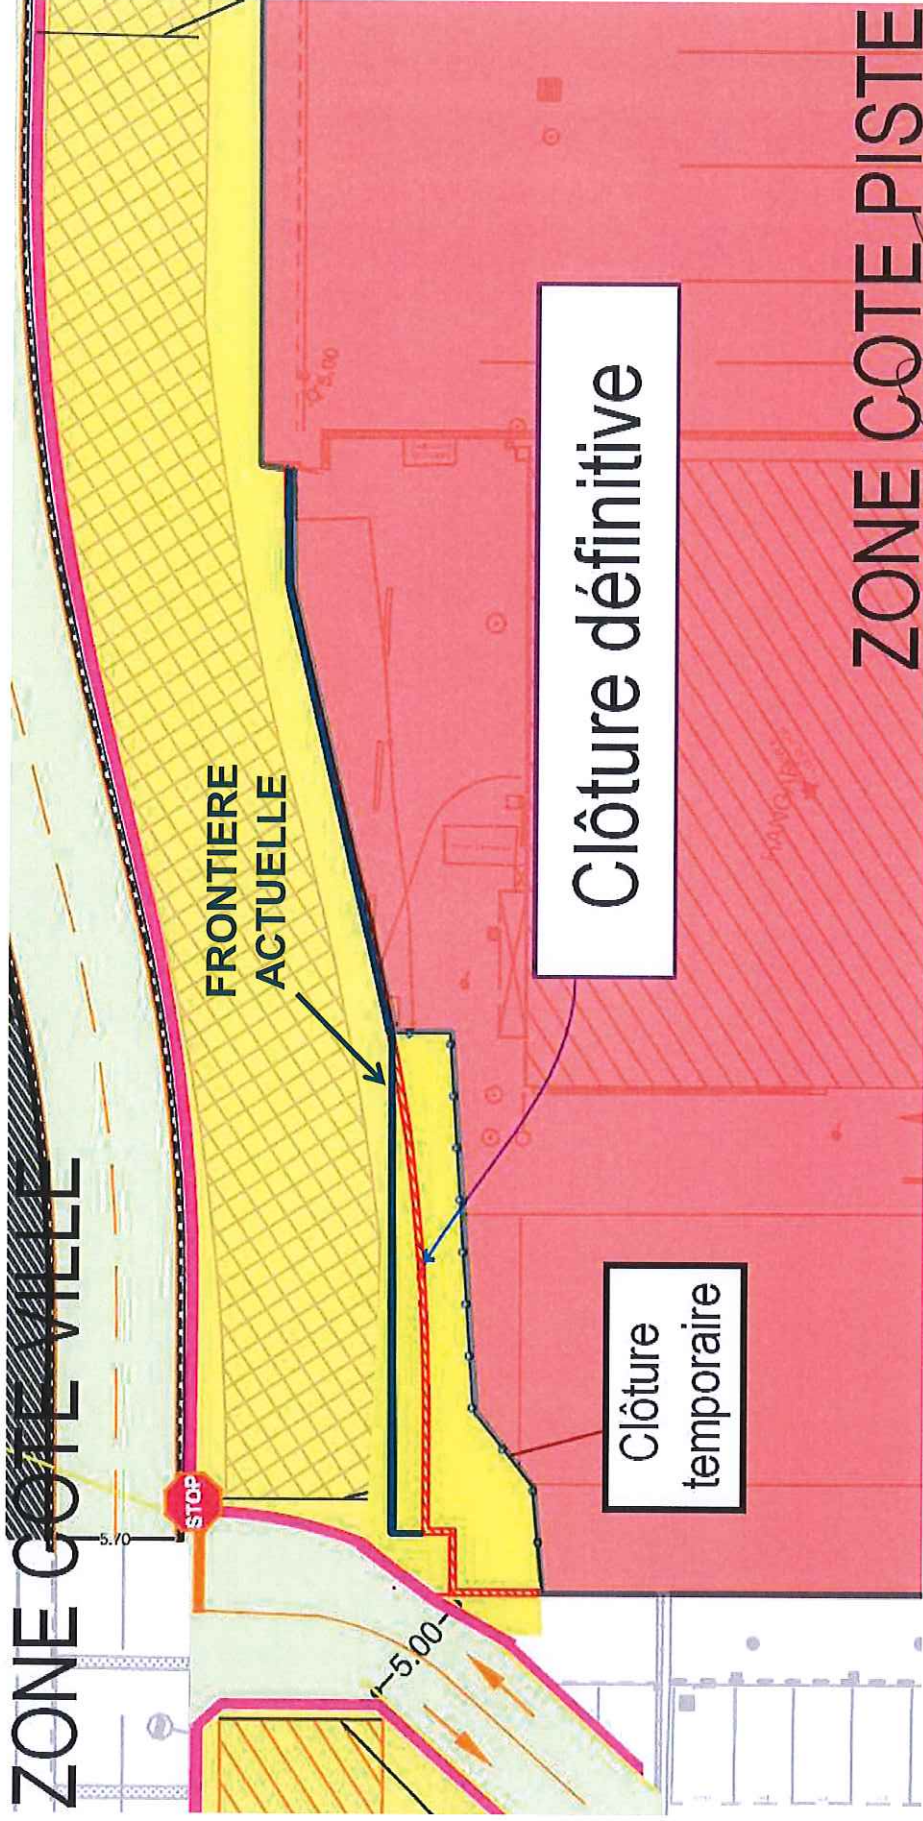 ZONE COTE VILLE
5.70
STOP
5.00
FRONTIERE
ACTUELLE
Clôture définitive
Clôture
temporaire
5.00
ZONE COTE PISTE